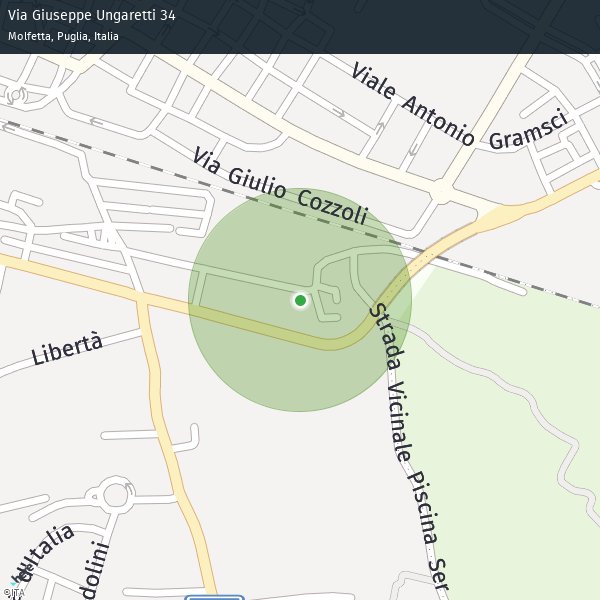 Via Giuseppe Ungaretti 34
Molfetta, Puglia, Italia
Viale Antonio Gramsci
Via Giulio Cozzoli
Libertà
Strada Vicinale Piscina Ser
d'Italia
dolini